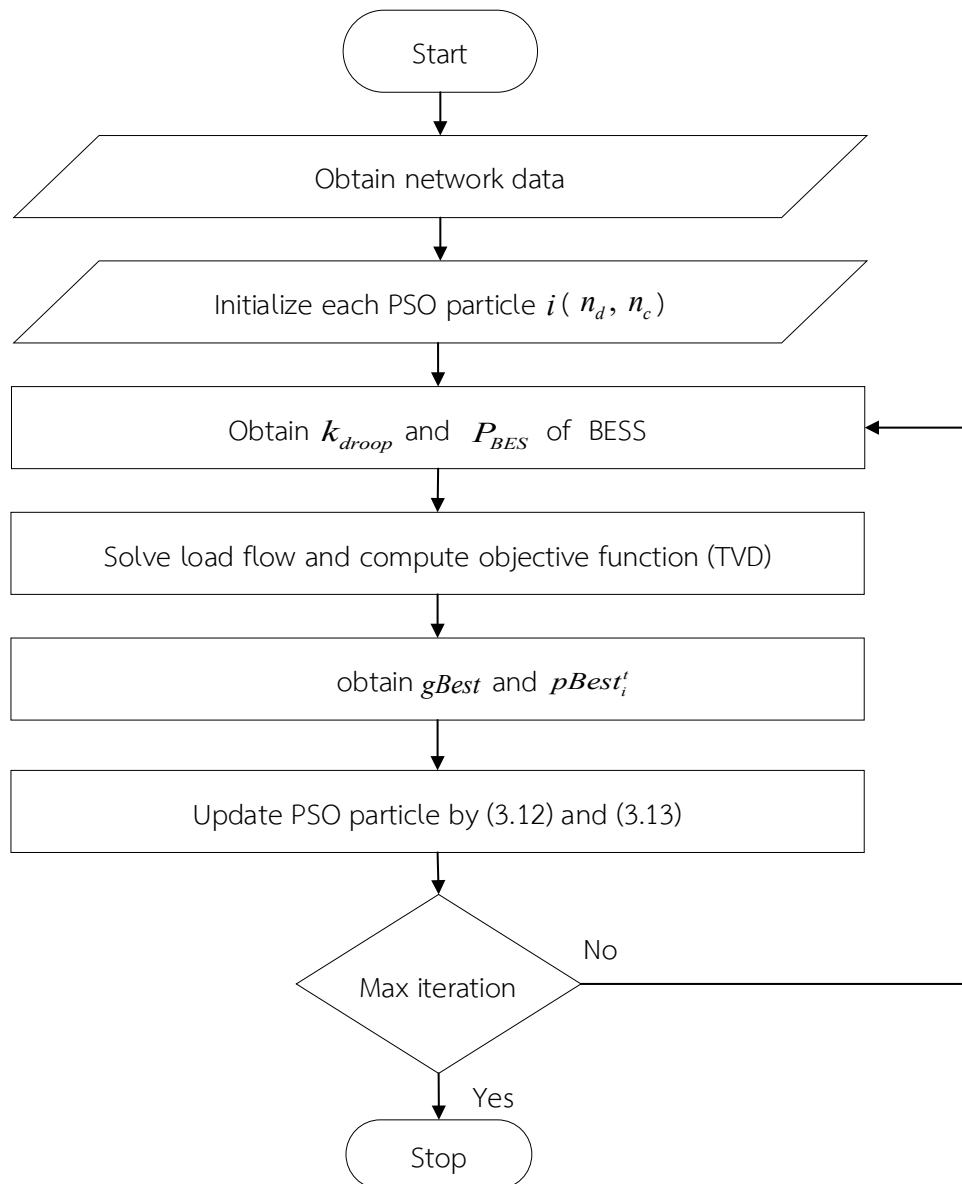 Start
Obtain network data
Initialize each PSO particle i ( n_d, n_c )
Obtain k_droop and P_BES of BESS
Solve load flow and compute objective function (TVD)
obtain gBest and pBest_i^t
Update PSO particle by (3.12) and (3.13)
No
Max iteration
Yes
Stop